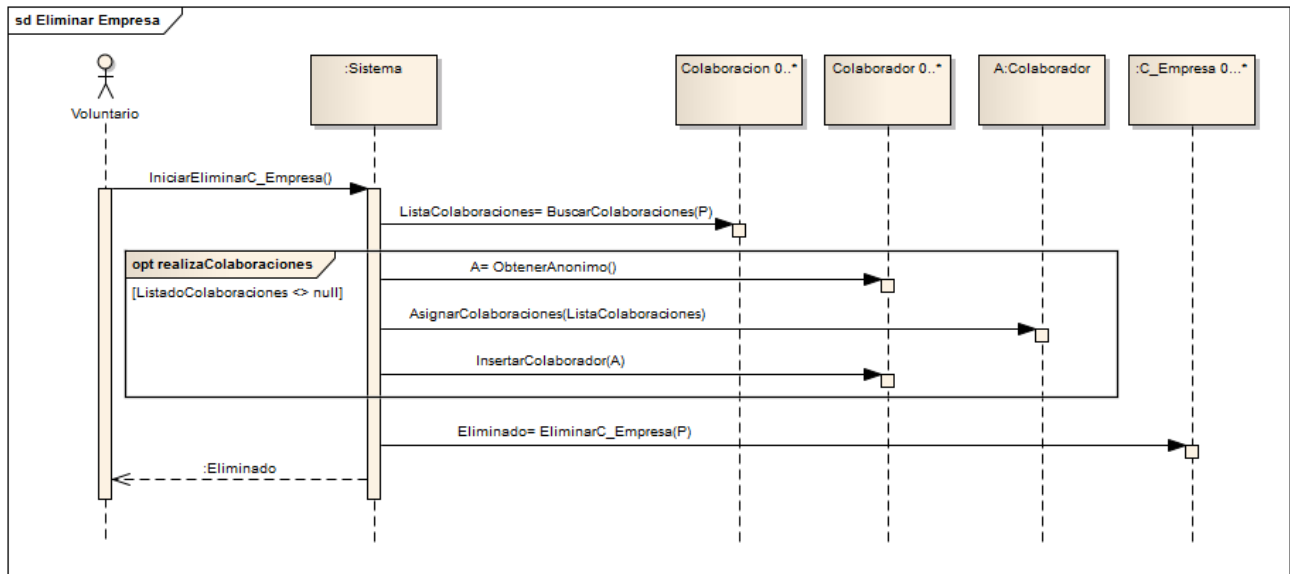 sd Eliminar Empresa
Voluntario
:Sistema
Colaboracion 0..*
Colaborador 0..*
A:Colaborador
:C_Empresa 0...*
IniciarEliminarC_Empresa()
ListaColaboraciones= BuscarColaboraciones(P)
opt realizaColaboraciones
[ListadoColaboraciones <> null]
A= ObtenerAnonimo()
AsignarColaboraciones(ListaColaboraciones)
InsertarColaborador(A)
Eliminado= EliminarC_Empresa(P)
:Eliminado